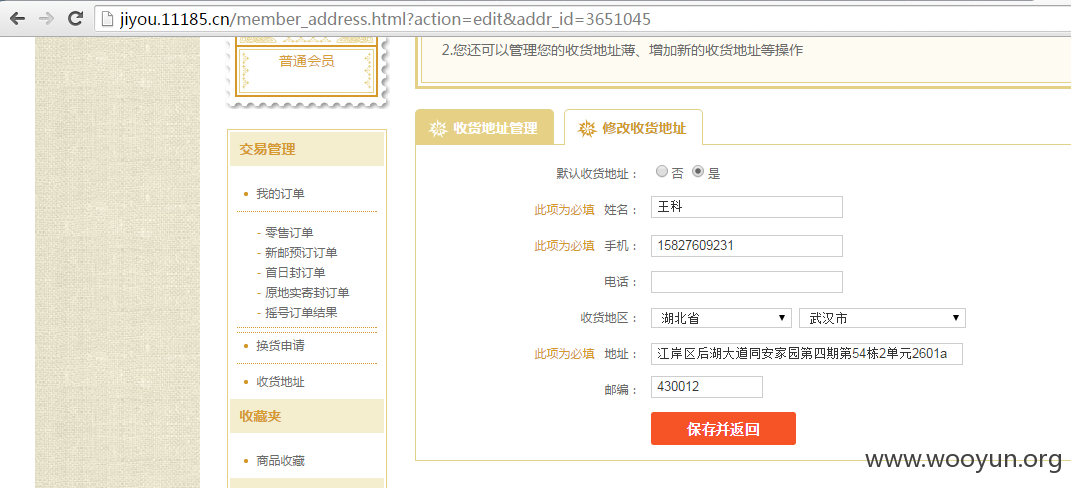 jiyou.11185.cn/member_address.html?action=edit&addr_id=3651045
普通会员
2.您还可以管理您的收货地址薄、增加新的收货地址等操作
交易管理
我的订单
- 零售订单
- 新邮预订订单
- 首日封订单
- 原地实寄封订单
- 摇号订单结果
换货申请
收货地址
收藏夹
商品收藏
收货地址管理 修改收货地址
默认收货地址： 否 是
此项为必填 姓名： 王科
此项为必填 手机： 15827609231
电话：
收货地区： 湖北省 武汉市
此项为必填 地址： 江岸区后湖大道同安家园第四期第54栋2单元2601a
邮编： 430012
保存并返回
www.wooyun.org